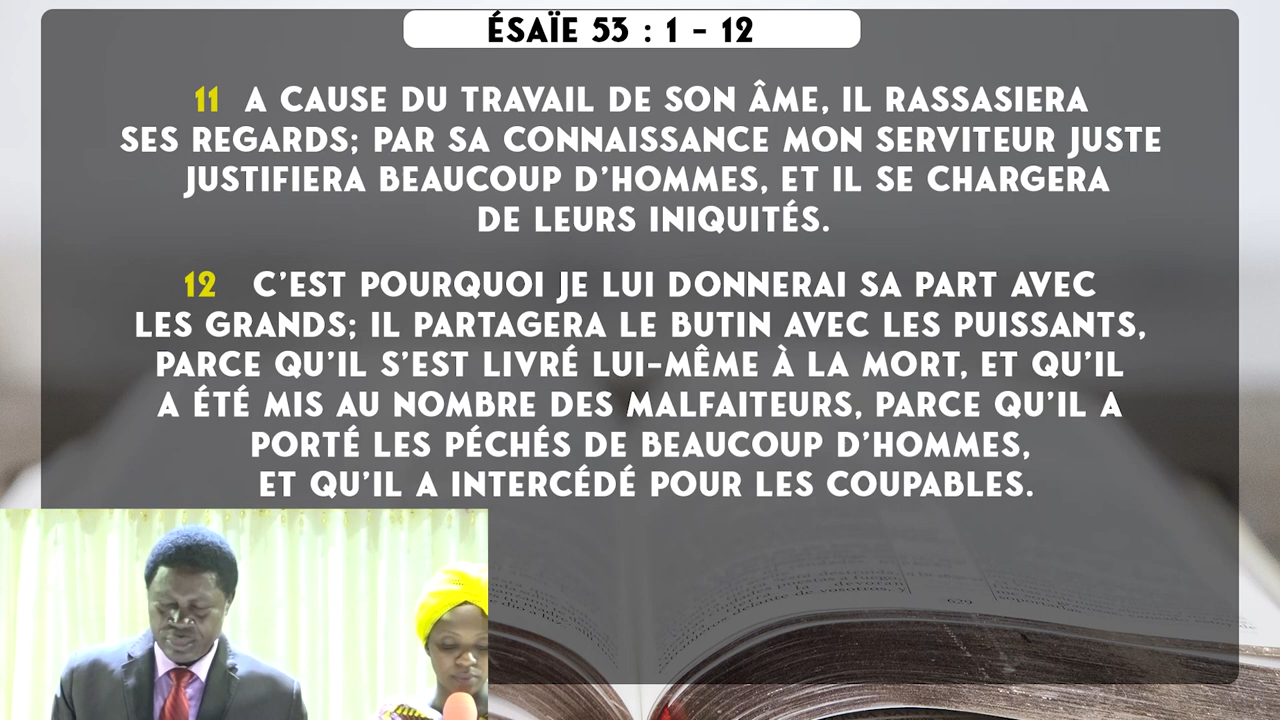 ÉSAÏE 53 : 1 - 12
11 A CAUSE DU TRAVAIL DE SON ÂME, IL RASSASIERA
SES REGARDS; PAR SA CONNAISSANCE MON SERVITEUR JUSTE
JUSTIFIERA BEAUCOUP D'HOMMES, ET IL SE CHARGERA
DE LEURS INIQUITÉS.
12 C'EST POURQUOI JE LUI DONNERAI SA PART AVEC
LES GRANDS; IL PARTAGERA LE BUTIN AVEC LES PUISSANTS,
PARCE QU'IL S'EST LIVRÉ LUI-MÊME À LA MORT, ET QU'IL
A ÉTÉ MIS AU NOMBRE DES MALFAITEURS, PARCE QU'IL A
PORTÉ LES PÉCHÉS DE BEAUCOUP D'HOMMES,
ET QU'IL A INTERCÉDÉ POUR LES COUPABLES.
629